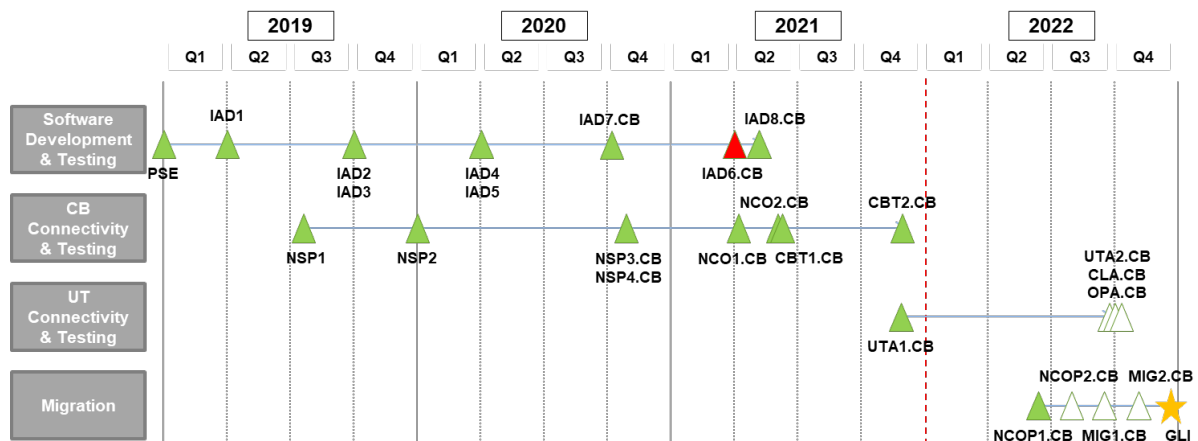 2019
2020
2021
2022
Q1 Q2 Q3 Q4 Q1 Q2 Q3 Q4 Q1 Q2 Q3 Q4 Q1 Q2 Q3 Q4
Software
Development
& Testing
IAD1
IAD7.CB
IAD8.CB
PSE
IAD2
IAD3
IAD4
IAD5
IAD6.CB
CB
Connectivity
& Testing
NCO2.CB
CBT2.CB
NSP1
NSP2
NSP3.CB
NSP4.CB
NCO1.CB
CBT1.CB
UT
Connectivity
& Testing
UTA2.CB
CLA.CB
OPA.CB
UTA1.CB
Migration
NCOP2.CB
MIG2.CB
NCOP1.CB
MIG1.CB
GLI